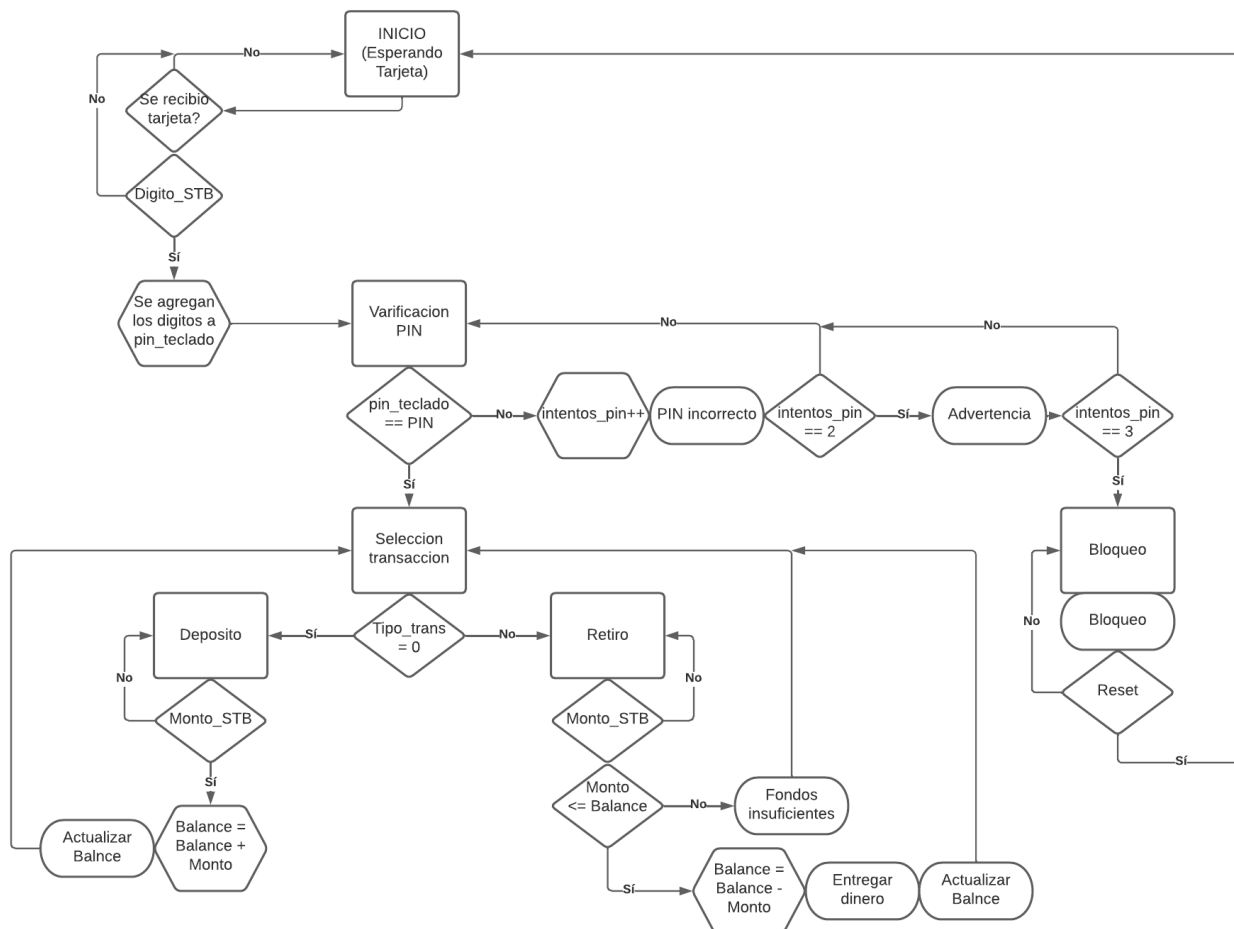 INICIO
(Esperando
Tarjeta)
No
Se recibio
tarjeta?
No
Digito_STB
Sí
Se agregan
los digitos a
pin_teclado
Varificacion
PIN
No
No
pin_teclado
== PIN
No
intentos_pin++
PIN incorrecto
intentos_pin
== 2
Sí
Advertencia
intentos_pin
== 3
Sí
Sí
Seleccion
transaccion
Bloqueo
Bloqueo
No
Reset
Sí
Deposito
Sí
Tipo_trans
= 0
No
Retiro
No
Monto_STB
Sí
No
Monto_STB
Monto
<= Balance
No
Fondos
insuficientes
Actualizar
Balnce
Balance =
Balance +
Monto
Sí
Balance =
Balance -
Monto
Entregar
dinero
Actualizar
Balnce